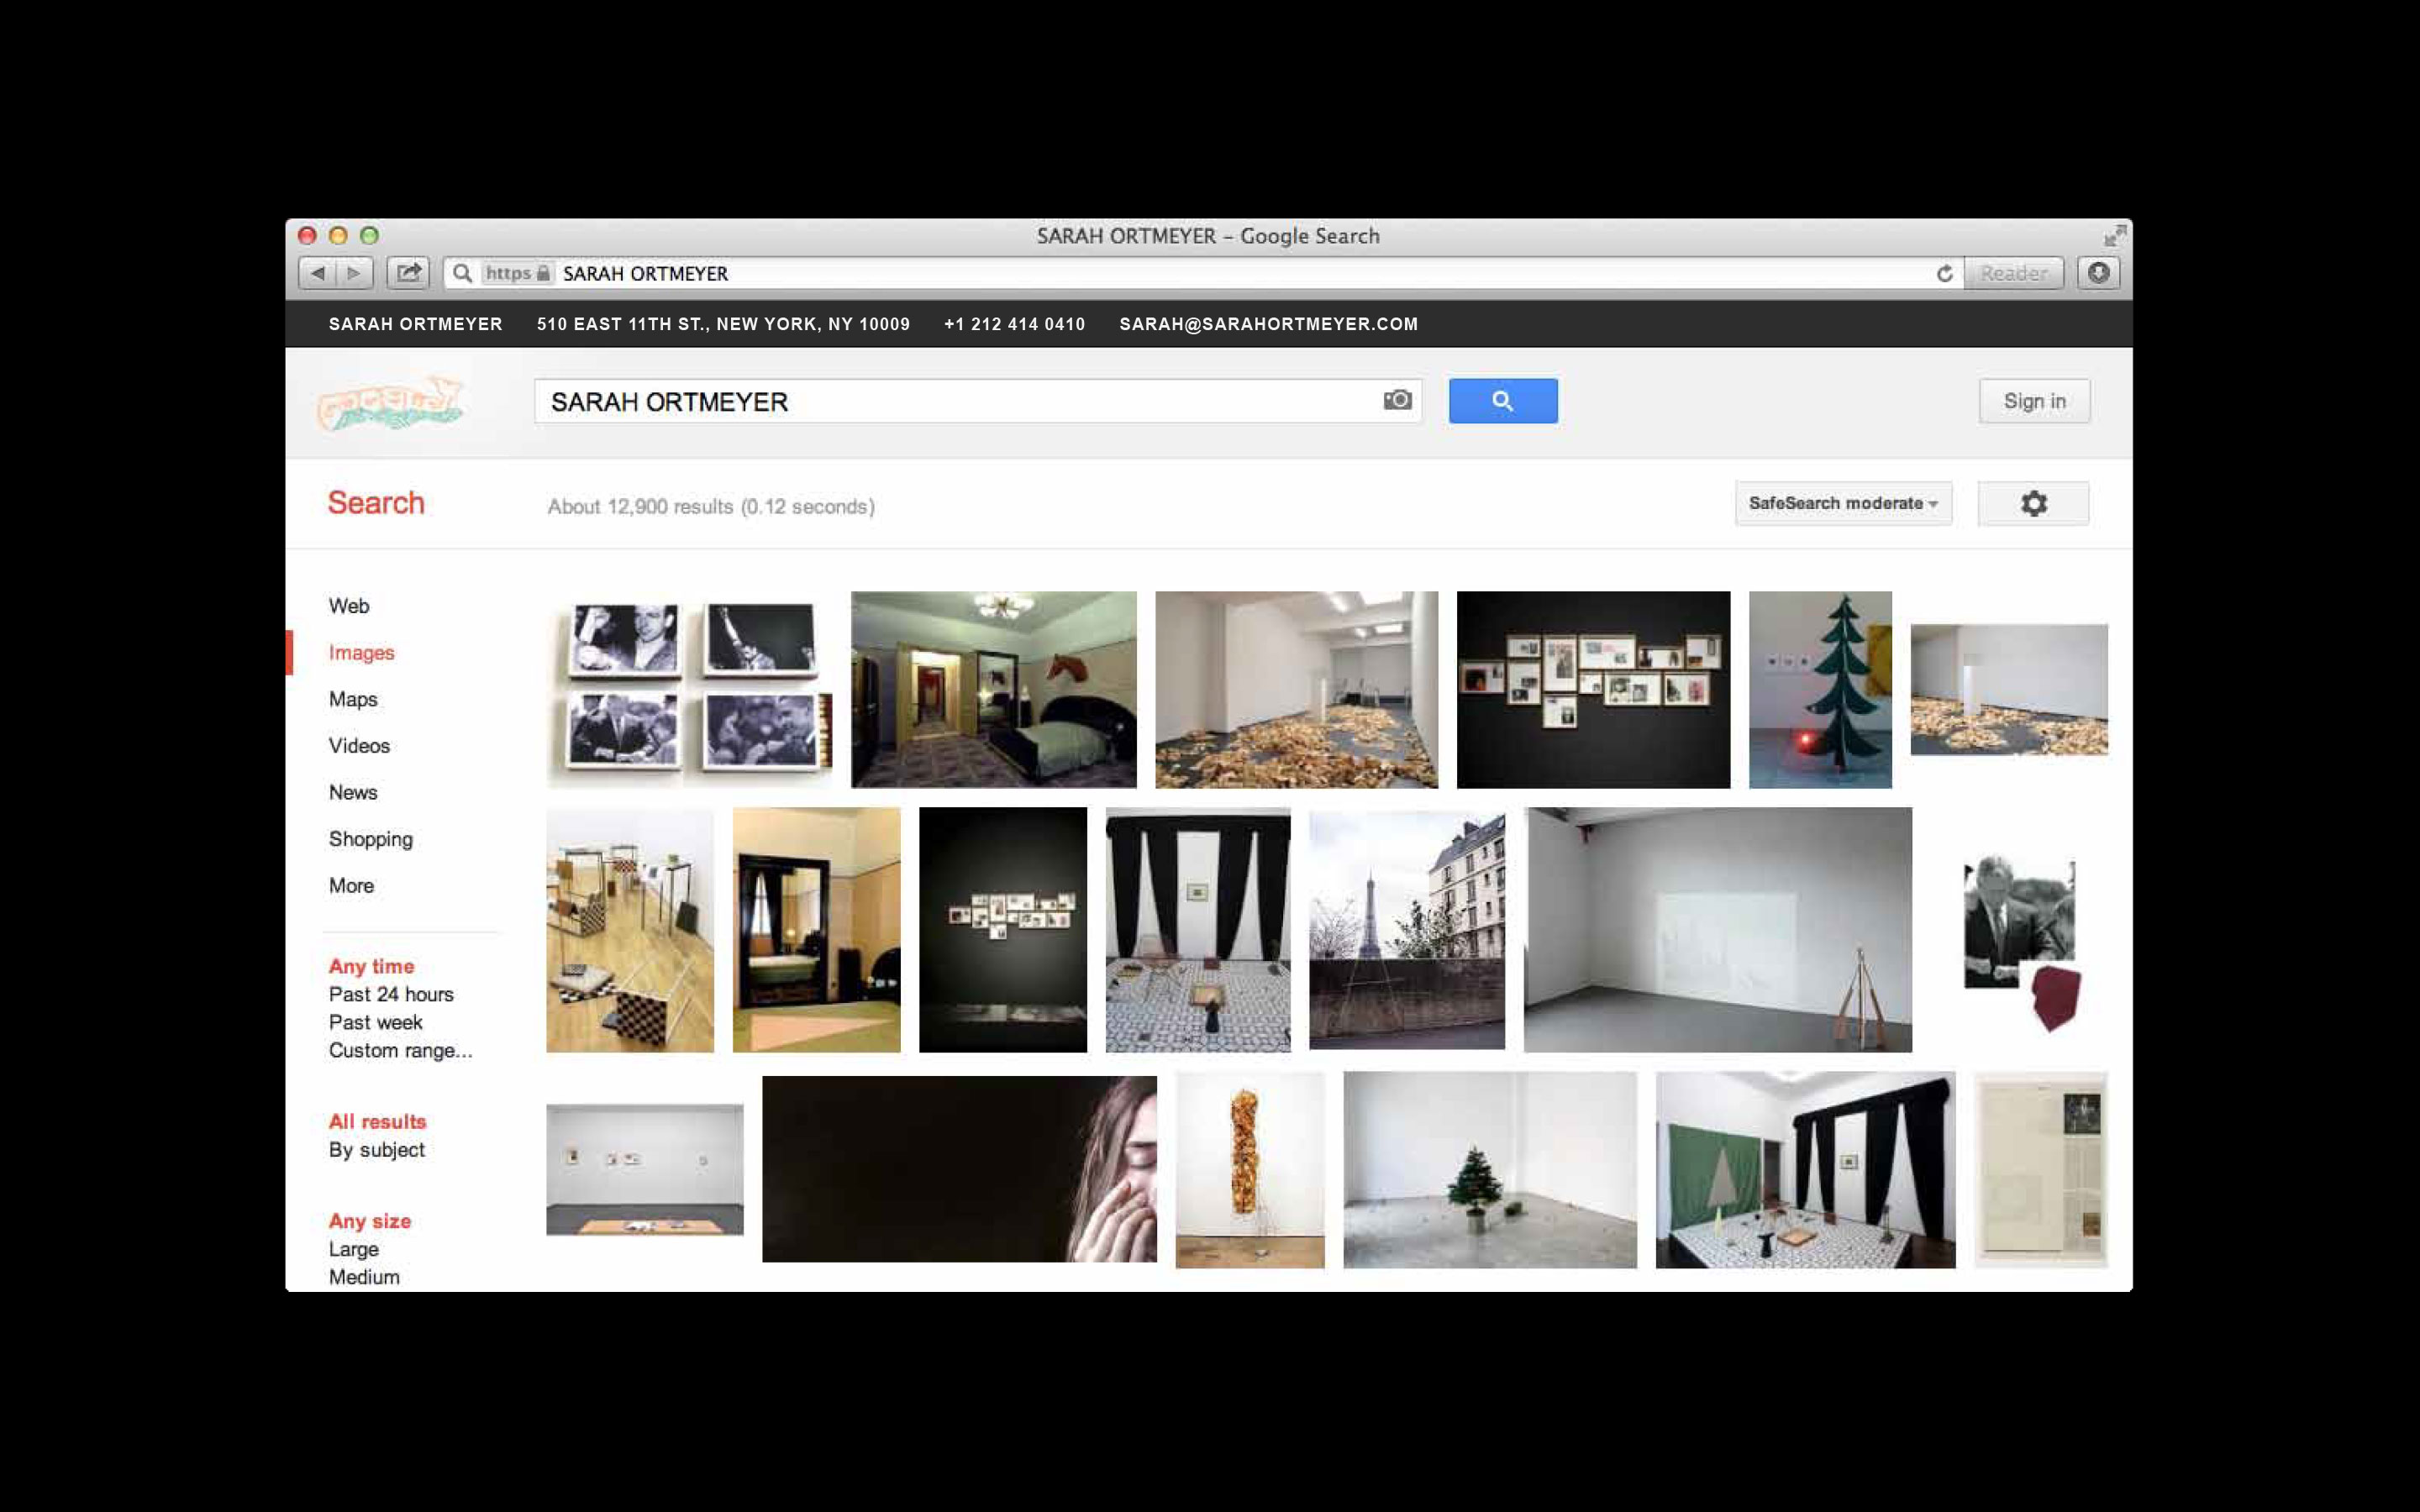 SARAH ORTMEYER – Google Search
https SARAH ORTMEYER
Reader
SARAH ORTMEYER 510 EAST 11TH ST., NEW YORK, NY 10009 +1 212 414 0410 SARAH@SARAHORTMEYER.COM
SARAH ORTMEYER
Sign in
Search
About 12,900 results (0.12 seconds)
SafeSearch moderate
Web
Images
Maps
Videos
News
Shopping
More
Any time
Past 24 hours
Past week
Custom range...
All results
By subject
Any size
Large
Medium